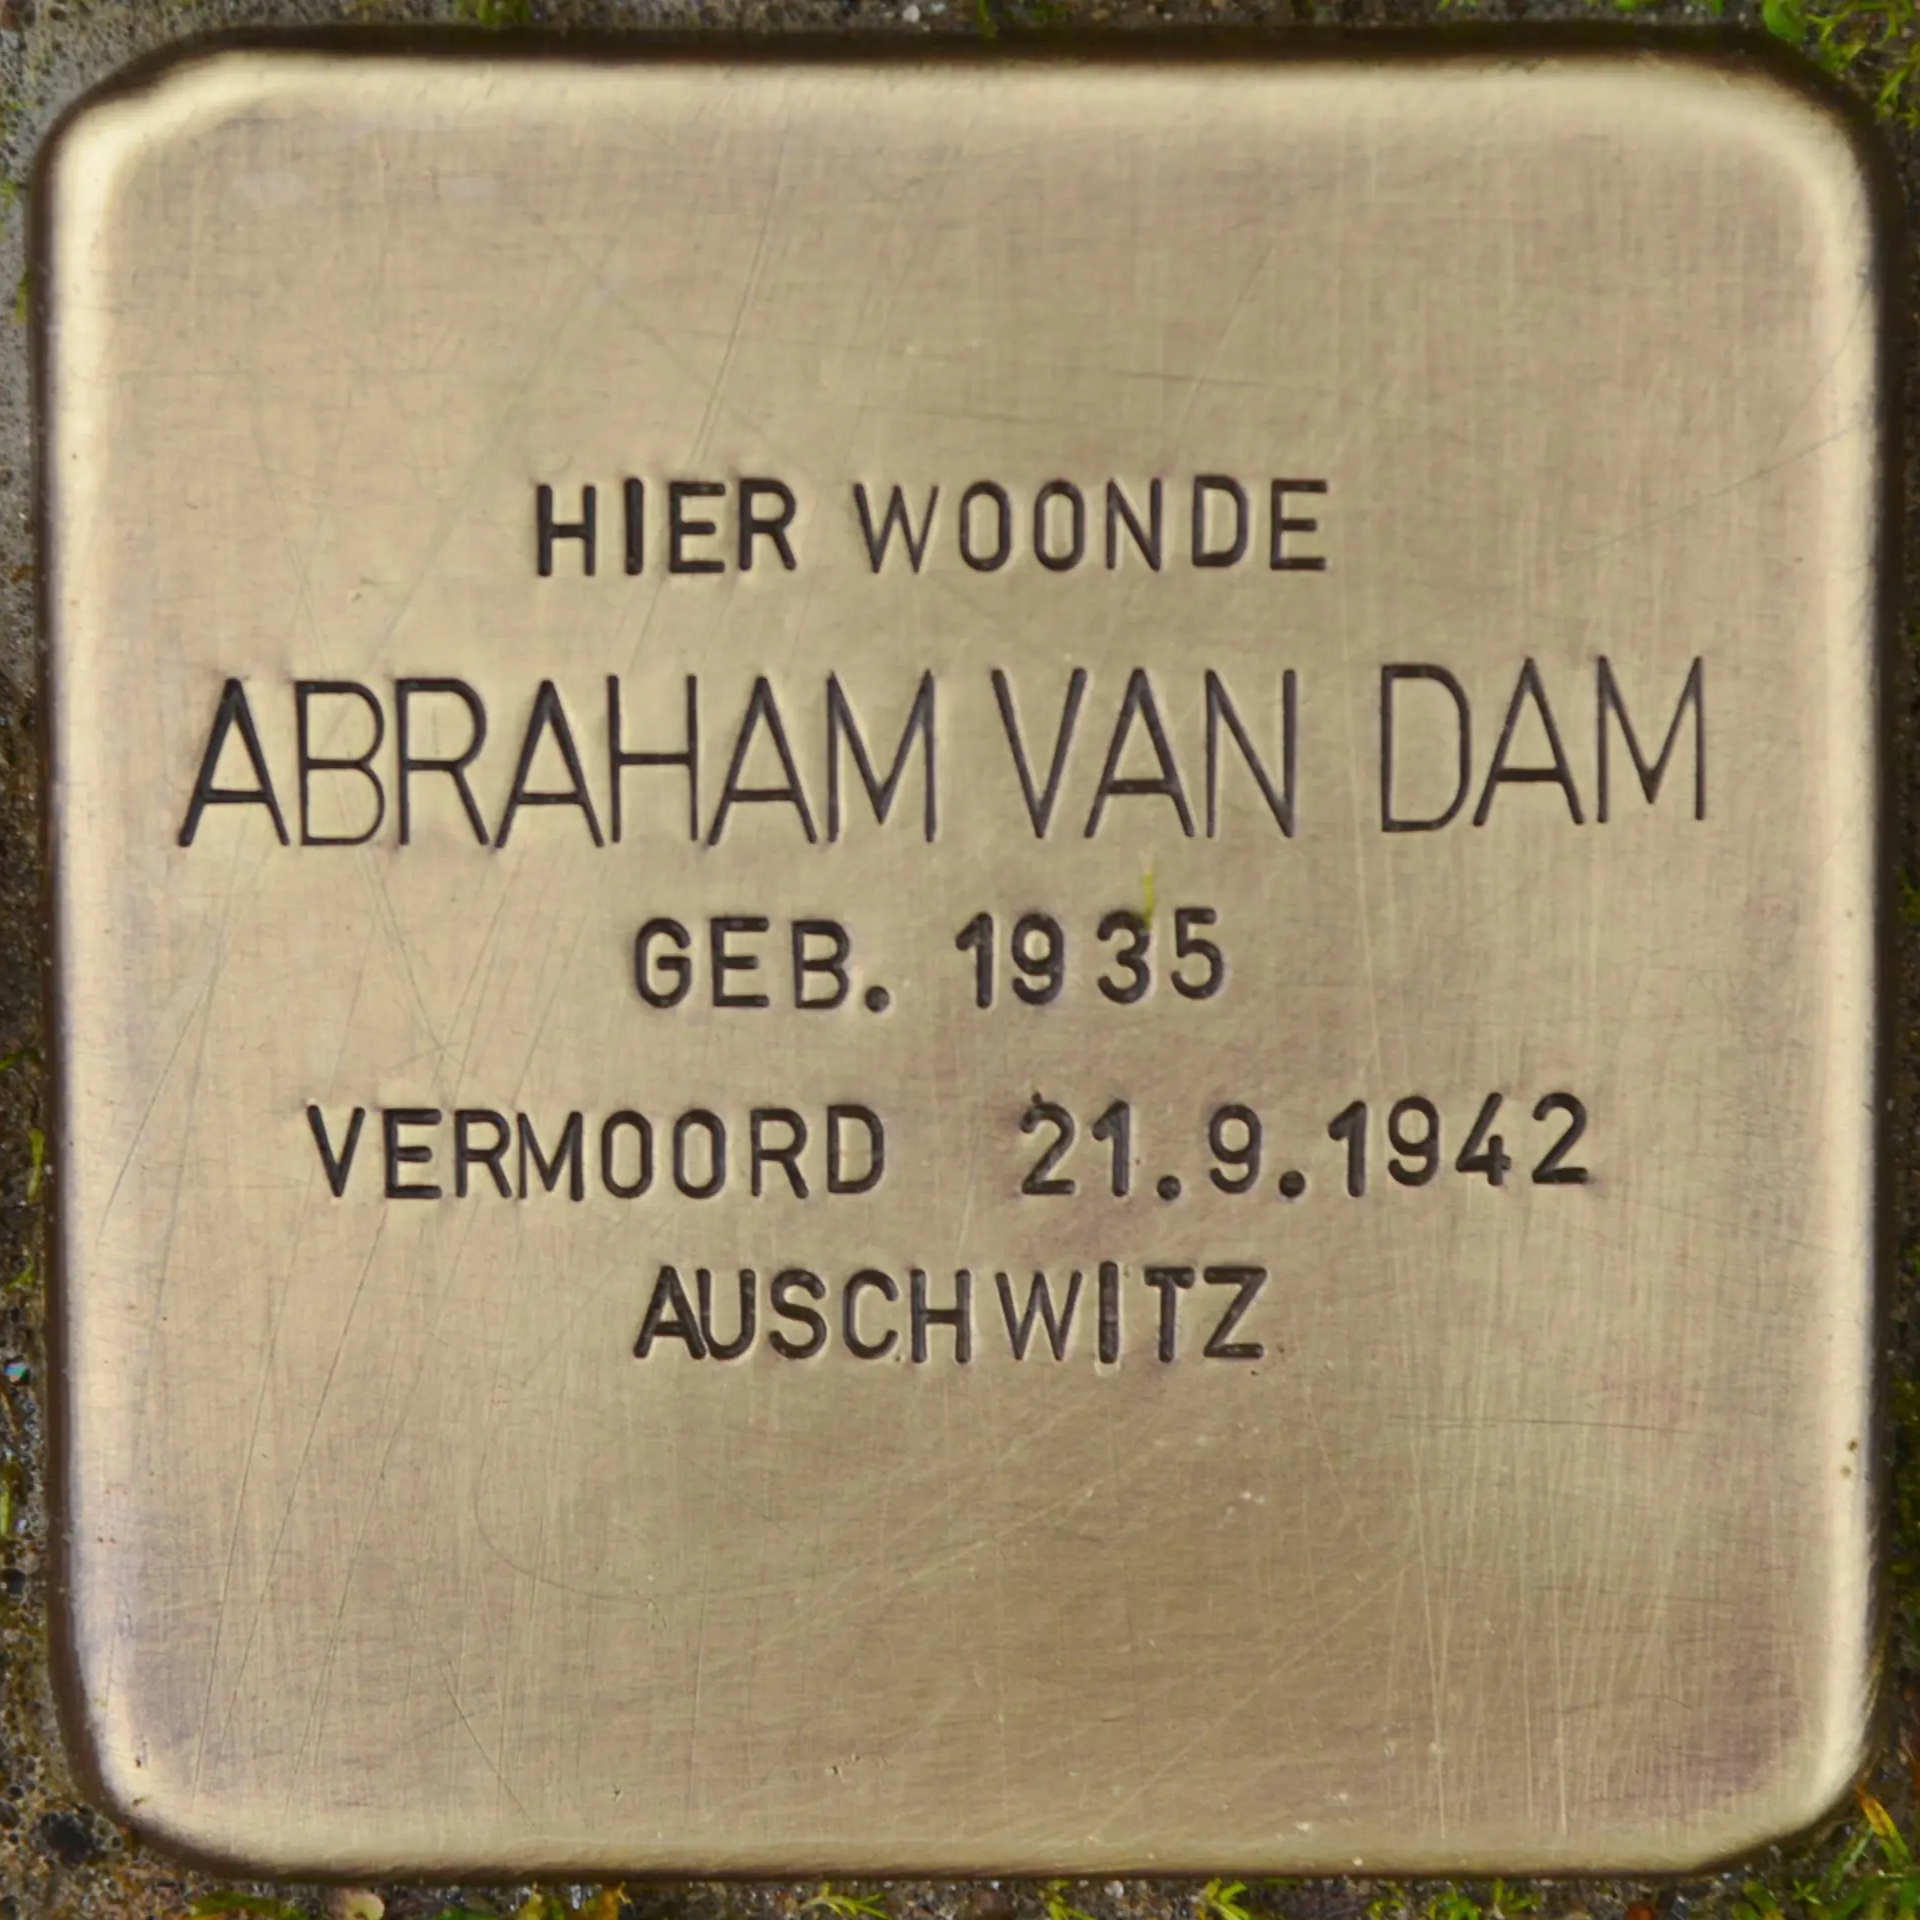 HIER WOONDE
ABRAHAM VAN DAM
GEB. 1935
VERMOORD 21.9.1942
AUSCHWITZ